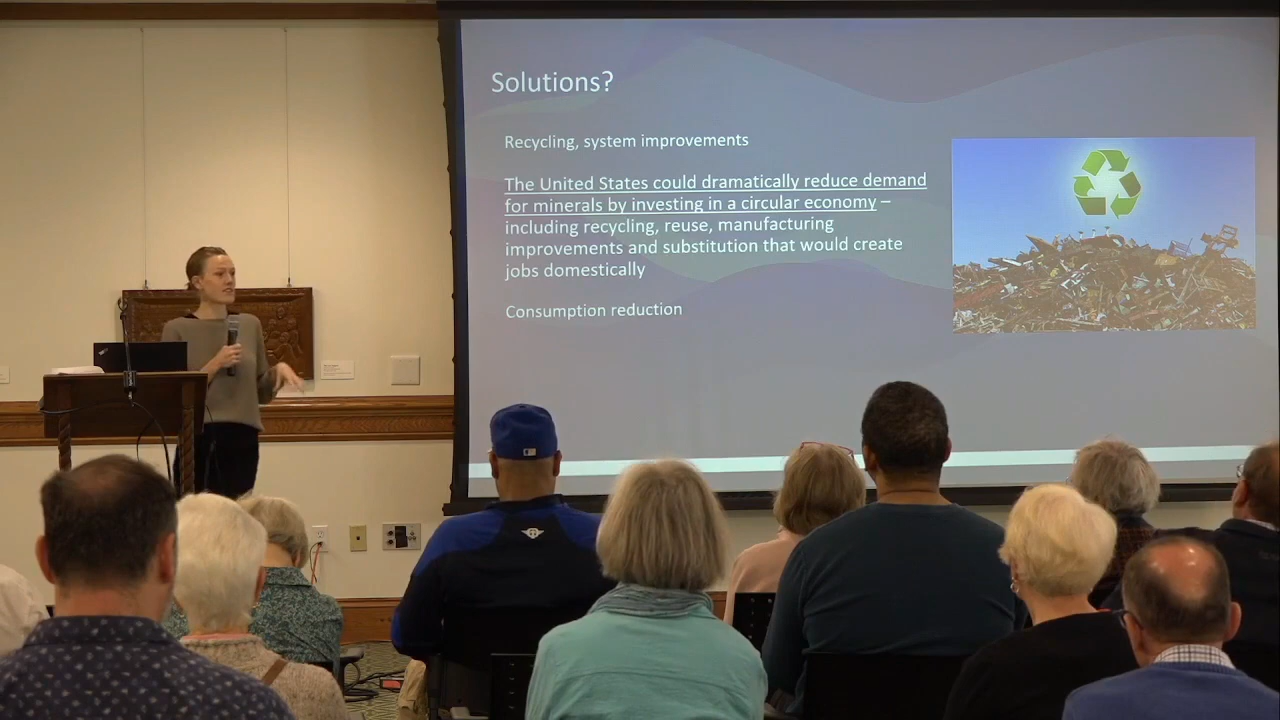 Solutions?
Recycling, system improvements
The United States could dramatically reduce demand
for minerals by investing in a circular economy –
including recycling, reuse, manufacturing
improvements and substitution that would create
jobs domestically
Consumption reduction